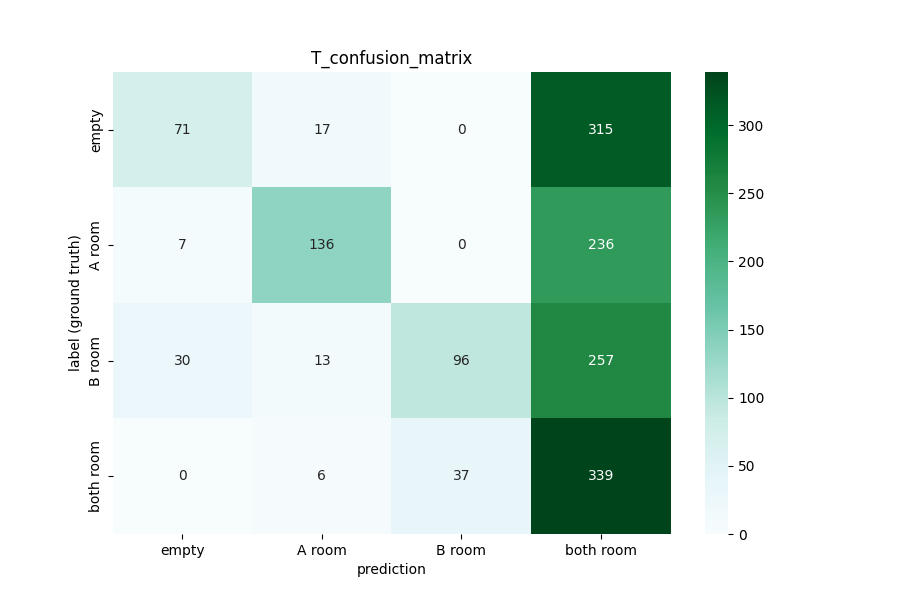 T_confusion_matrix
label (ground truth)
empty
71 17 0 315
A room
7 136 0 236
B room
30 13 96 257
both room
0 6 37 339
empty A room B room both room
prediction
300
250
200
150
100
50
0